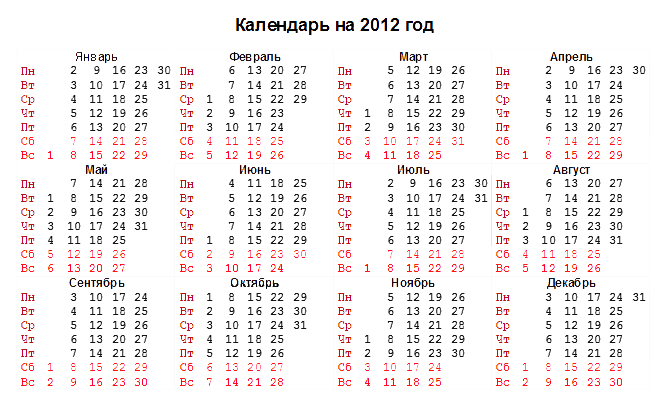 Календарь на 2012 год
Январь Февраль Март Апрель
Пн 2 9 16 23 30 Пн 6 13 20 27 Пн 5 12 19 26 Пн 2 9 16 23 30
Вт 3 10 17 24 31 Вт 7 14 21 28 Вт 6 13 20 27 Вт 3 10 17 24
Ср 4 11 18 25 Ср 1 8 15 22 29 Ср 7 14 21 28 Ср 4 11 18 25
Чт 5 12 19 26 Чт 2 9 16 23 Чт 1 8 15 22 29 Чт 5 12 19 26
Пт 6 13 20 27 Пт 3 10 17 24 Пт 2 9 16 23 30 Пт 6 13 20 27
Сб 7 14 21 28 Сб 4 11 18 25 Сб 3 10 17 24 31 Сб 7 14 21 28
Вс 1 8 15 22 29 Вс 5 12 19 26 Вс 4 11 18 25 Вс 1 8 15 22 29
Май Июнь Июль Август
Пн 7 14 21 28 Пн 4 11 18 25 Пн 2 9 16 23 30 Пн 6 13 20 27
Вт 1 8 15 22 29 Вт 5 12 19 26 Вт 3 10 17 24 31 Вт 7 14 21 28
Ср 2 9 16 23 30 Ср 6 13 20 27 Ср 4 11 18 25 Ср 1 8 15 22 29
Чт 3 10 17 24 31 Чт 7 14 21 28 Чт 5 12 19 26 Чт 2 9 16 23 30
Пт 4 11 18 25 Пт 1 8 15 22 29 Пт 6 13 20 27 Пт 3 10 17 24 31
Сб 5 12 19 26 Сб 2 9 16 23 30 Сб 7 14 21 28 Сб 4 11 18 25
Вс 6 13 20 27 Вс 3 10 17 24 Вс 1 8 15 22 29 Вс 5 12 19 26
Сентябрь Октябрь Ноябрь Декабрь
Пн 3 10 17 24 Пн 1 8 15 22 29 Пн 5 12 19 26 Пн 3 10 17 24 31
Вт 4 11 18 25 Вт 2 9 16 23 30 Вт 6 13 20 27 Вт 4 11 18 25
Ср 5 12 19 26 Ср 3 10 17 24 31 Ср 7 14 21 28 Ср 5 12 19 26
Чт 6 13 20 27 Чт 4 11 18 25 Чт 1 8 15 22 29 Чт 6 13 20 27
Пт 7 14 21 28 Пт 5 12 19 26 Пт 2 9 16 23 30 Пт 7 14 21 28
Сб 1 8 15 22 29 Сб 6 13 20 27 Сб 3 10 17 24 Сб 1 8 15 22 29
Вс 2 9 16 23 30 Вс 7 14 21 28 Вс 4 11 18 25 Вс 2 9 16 23 30